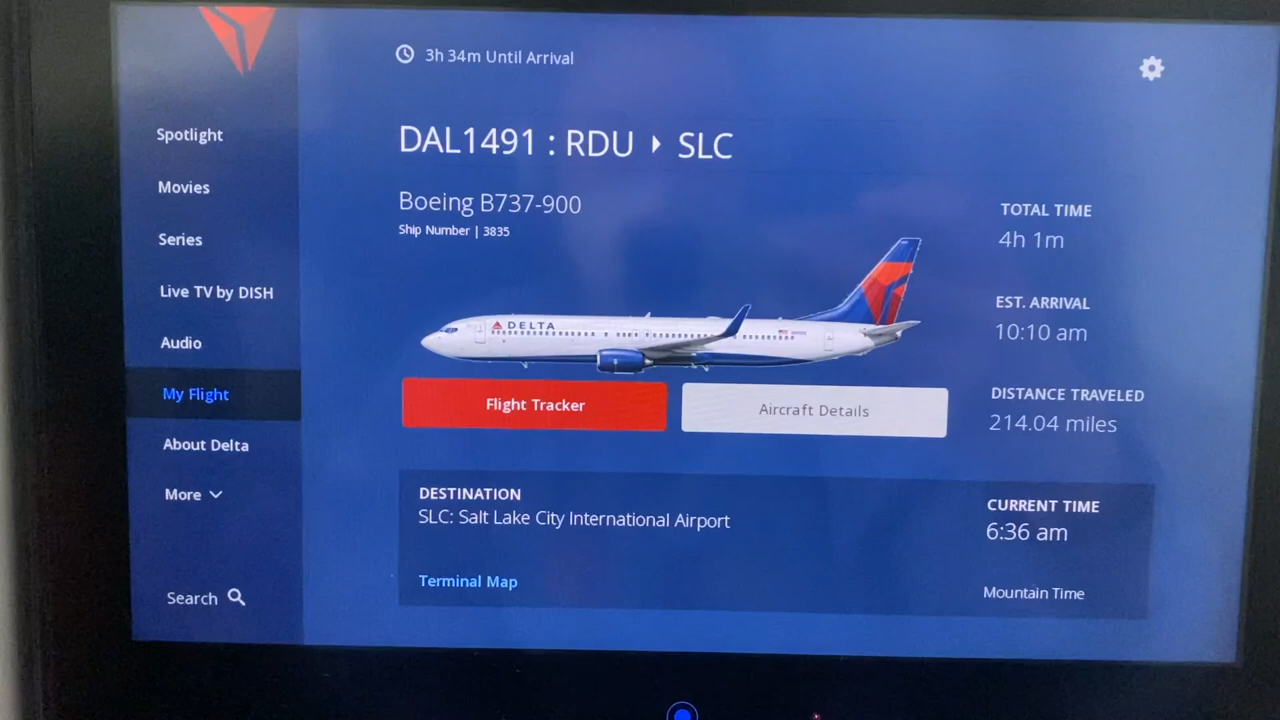 3h 34m Until Arrival
DAL1491 : RDU ▸ SLC
Boeing B737-900
Ship Number | 3835
Spotlight
Movies
Series
Live TV by DISH
Audio
My Flight
About Delta
More
Search
DELTA
TOTAL TIME
4h 1m
EST. ARRIVAL
10:10 am
DISTANCE TRAVELED
214.04 miles
Flight Tracker
Aircraft Details
DESTINATION
SLC: Salt Lake City International Airport
Terminal Map
CURRENT TIME
6:36 am
Mountain Time